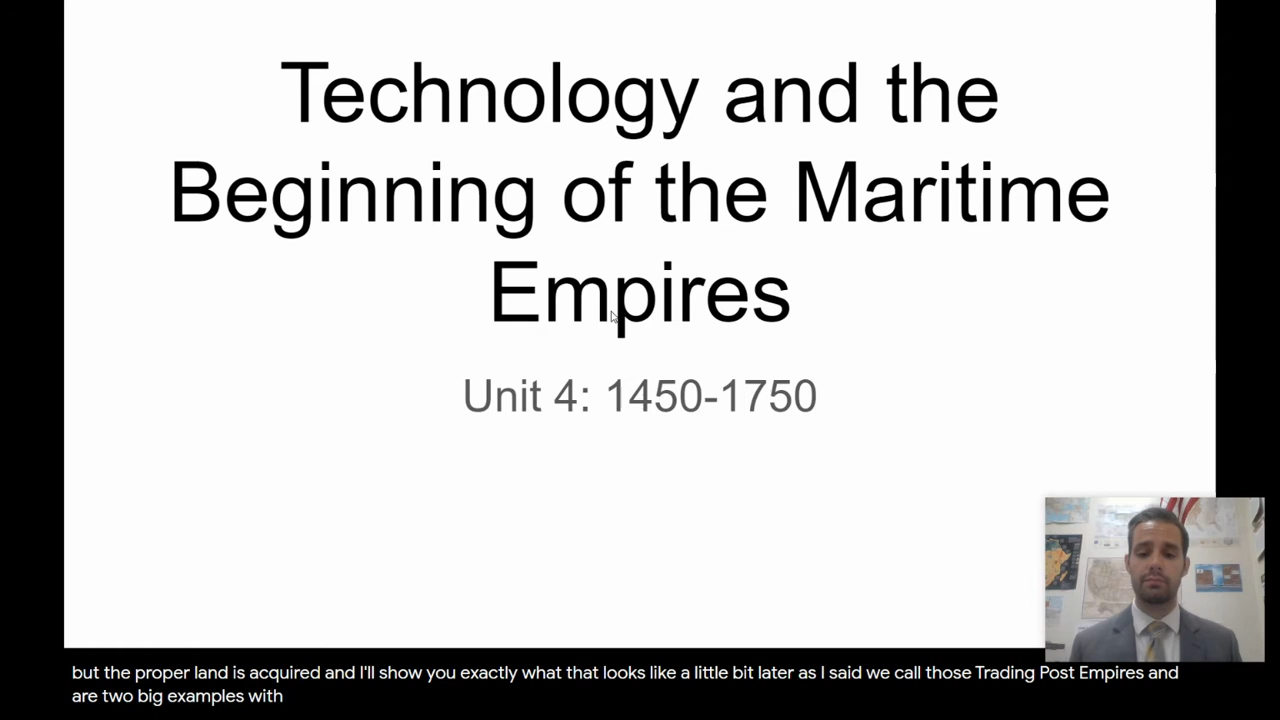 Technology and the
Beginning of the Maritime
Empires
Unit 4: 1450-1750
but the proper land is acquired and I'll show you exactly what that looks like a little bit later as I said we call those Trading Post Empires and
are two big examples with